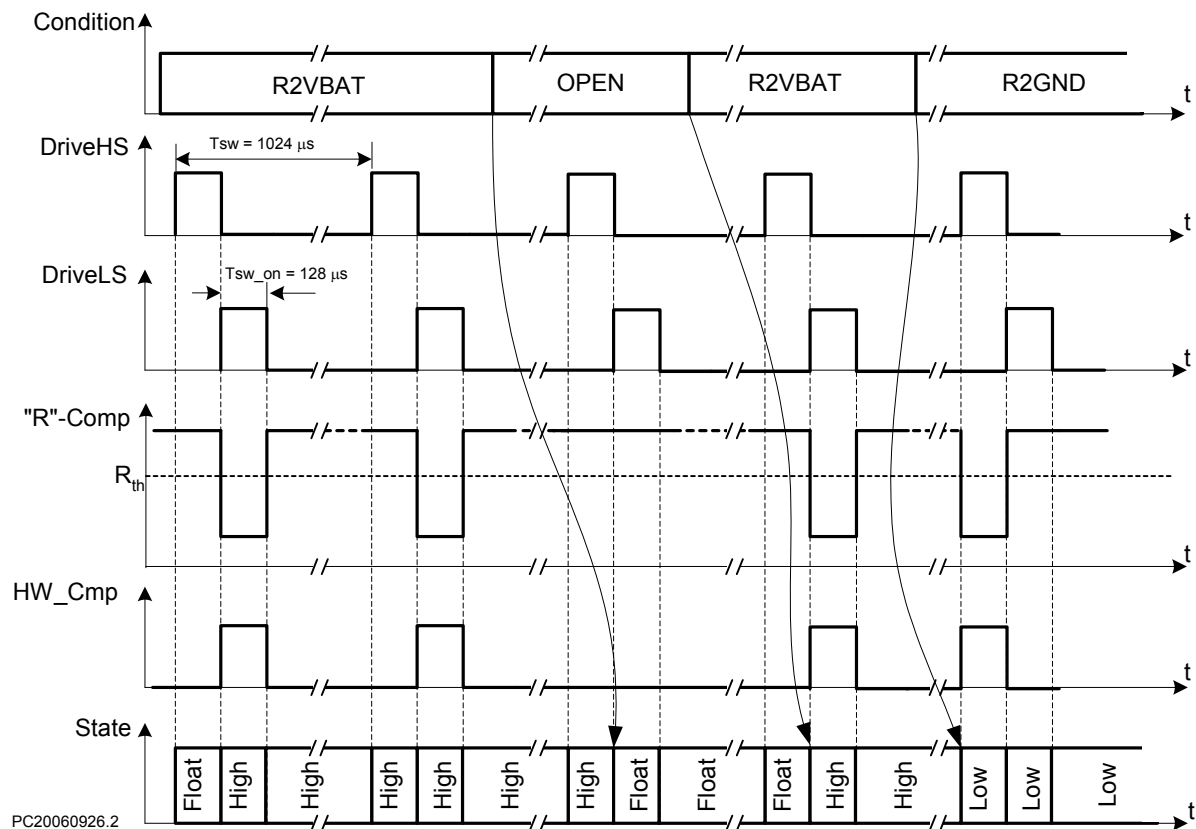 Condition
R2VBAT OPEN R2VBAT R2GND
t
DriveHS
Tsw = 1024 μs
t
DriveLS
Tsw_on = 128 μs
t
"R"-Comp
Rth
t
HW_Cmp
t
State
Float High High High High High High Float Float Float High High Low Low Low
t
PC20060926.2